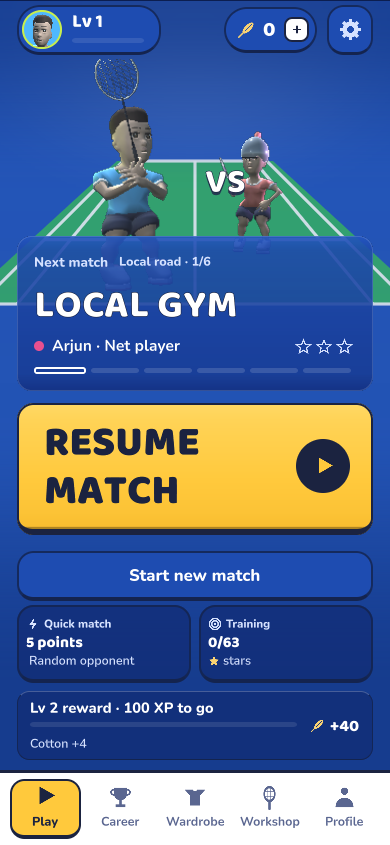 Lv 1
0
+
VS
Next match Local road · 1/6
LOCAL GYM
Arjun · Net player
RESUME
MATCH
Start new match
Quick match
5 points
Random opponent
Training
0/63
stars
Lv 2 reward · 100 XP to go
+40
Cotton +4
Play
Career
Wardrobe
Workshop
Profile